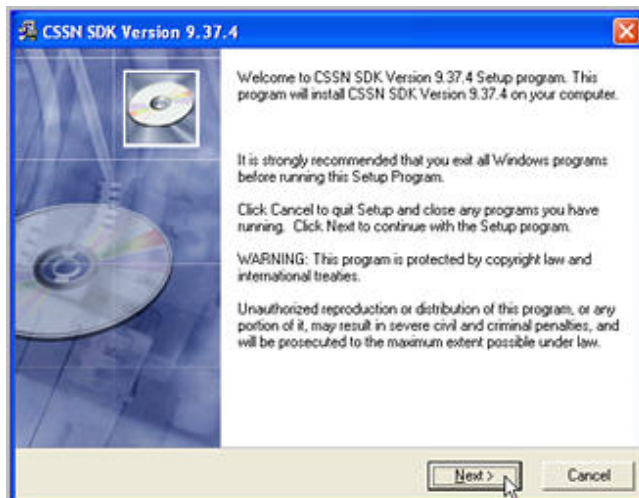 CSSN SDK Version 9.37.4
Welcome to CSSN SDK Version 9.37.4 Setup program. This
program will install CSSN SDK Version 9.37.4 on your computer.
It is strongly recommended that you exit all Windows programs
before running this Setup Program.
Click Cancel to quit Setup and close any programs you have
running. Click Next to continue with the Setup program.
WARNING: This program is protected by copyright law and
international treaties.
Unauthorized reproduction or distribution of this program, or any
portion of it, may result in severe civil and criminal penalties, and
will be prosecuted to the maximum extent possible under law.
Next >
Cancel